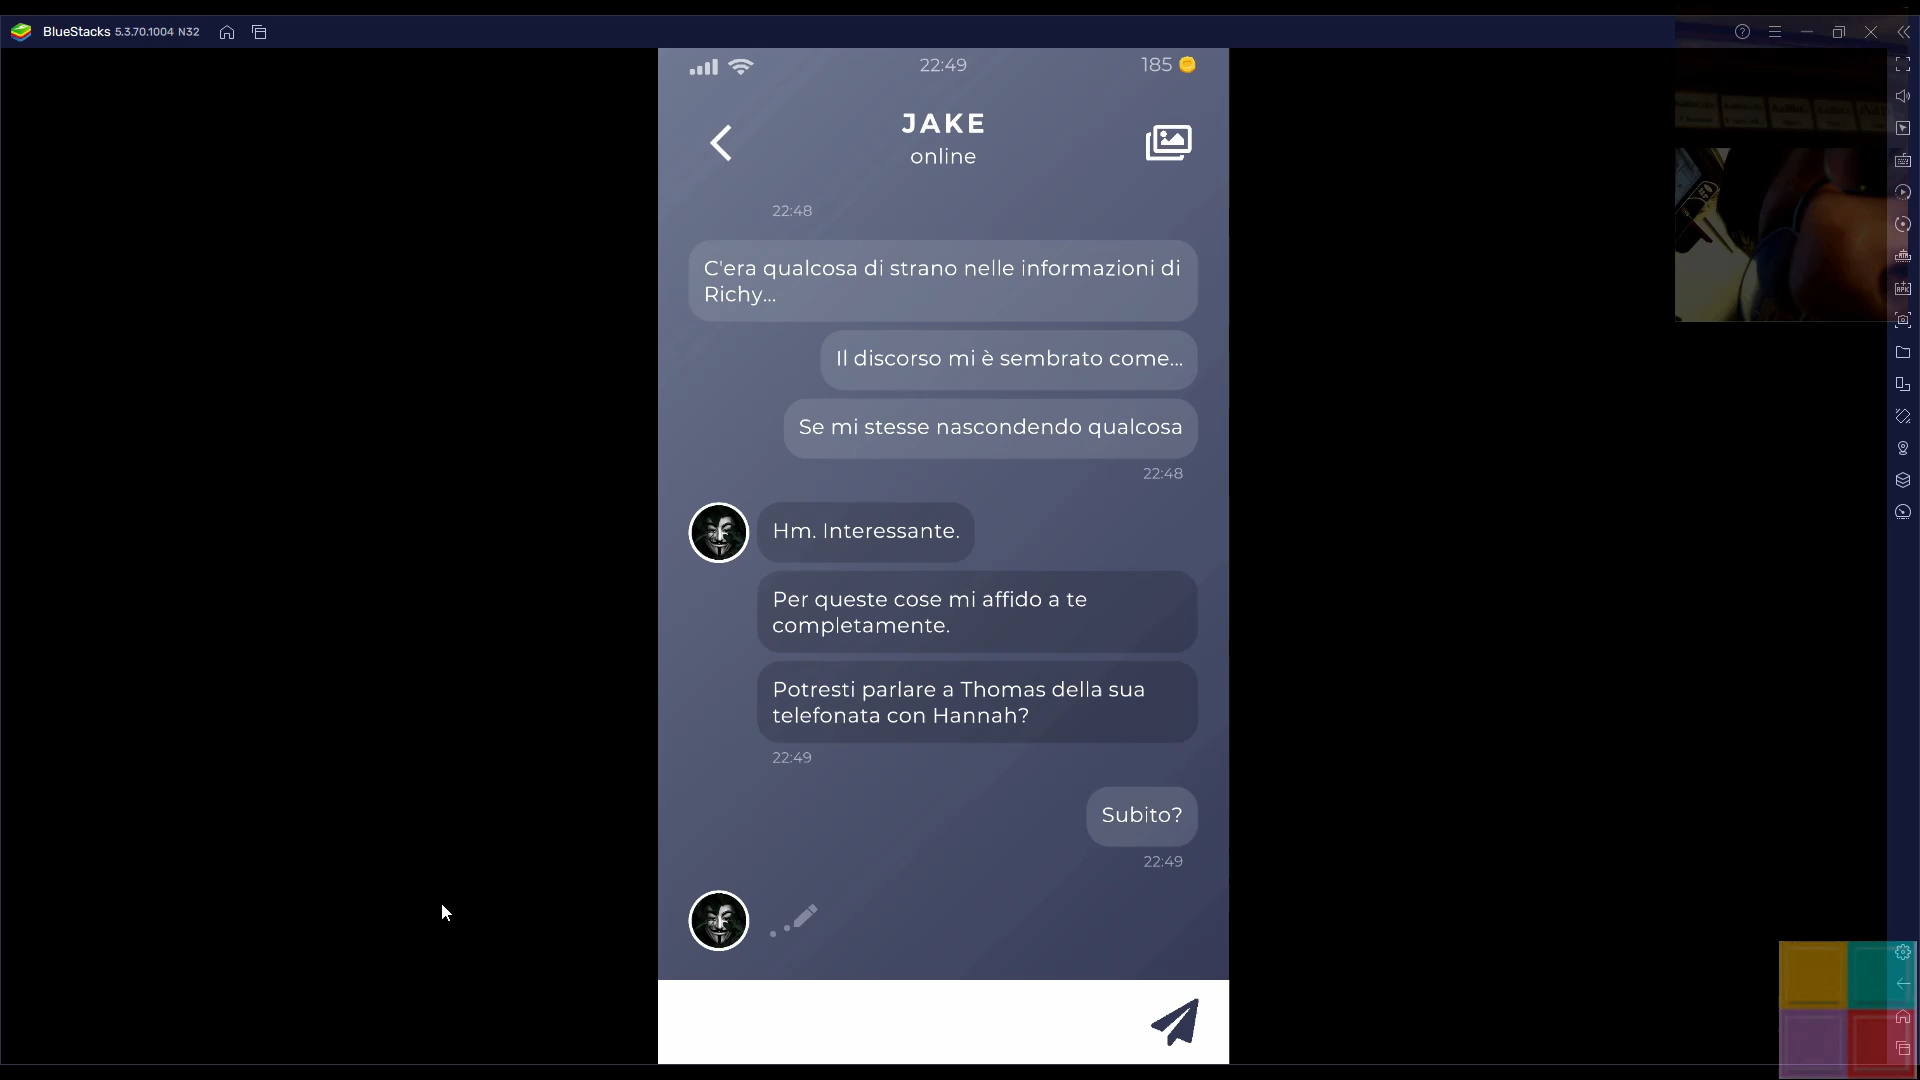 BlueStacks 5.3.70.1004 N32
22:49
185
JAKE
online
22:48
C'era qualcosa di strano nelle informazioni di
Richy...
Il discorso mi è sembrato come...
Se mi stesse nascondendo qualcosa
22:48
Hm. Interessante.
Per queste cose mi affido a te
completamente.
Potresti parlare a Thomas della sua
telefonata con Hannah?
22:49
Subito?
22:49